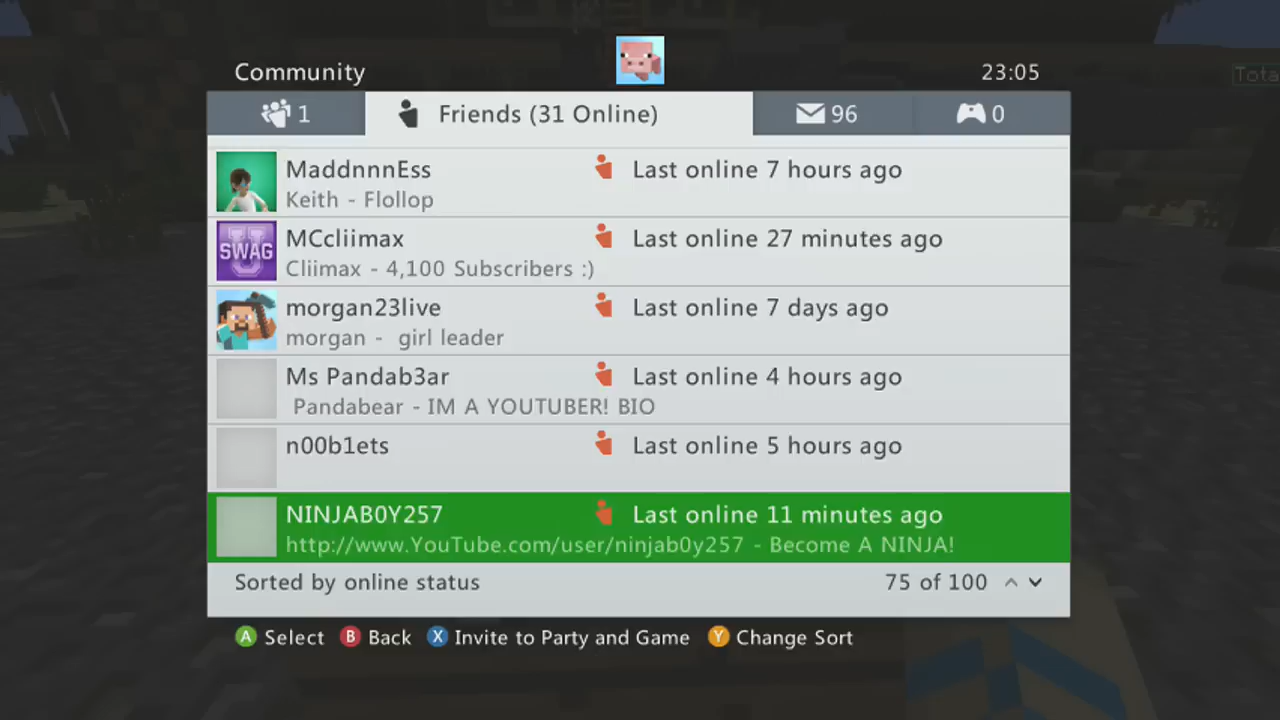 Community
23:05
Tota
1
Friends (31 Online)
96
0
MaddnnnEss
Last online 7 hours ago
Keith - Flollop
SWAG
U
MCcliimax
Last online 27 minutes ago
Cliimax - 4,100 Subscribers :)
morgan23live
Last online 7 days ago
morgan -  girl leader
Ms Pandab3ar
Last online 4 hours ago
Pandabear - IM A YOUTUBER! BIO
n00b1ets
Last online 5 hours ago
NINJAB0Y257
Last online 11 minutes ago
http://www.YouTube.com/user/ninjab0y257 - Become A NINJA!
Sorted by online status
75 of 100
A Select B Back X Invite to Party and Game Y Change Sort